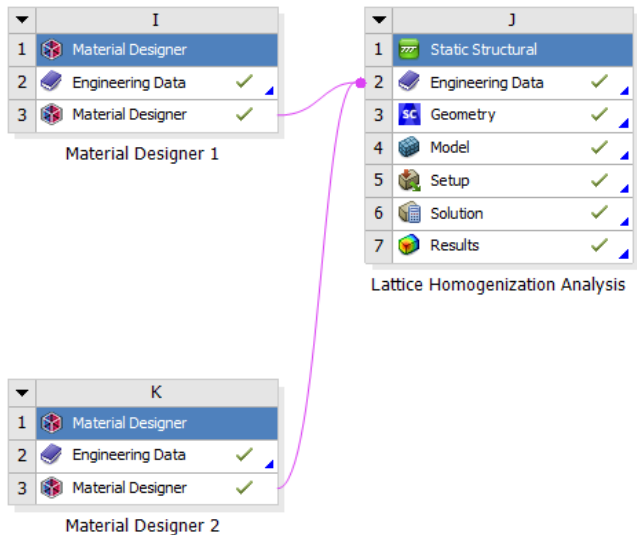 I
1 Material Designer
2 Engineering Data
3 Material Designer
Material Designer 1
J
1 Static Structural
2 Engineering Data
3 SC Geometry
4 Model
5 Setup
6 Solution
7 Results
Lattice Homogenization Analysis
K
1 Material Designer
2 Engineering Data
3 Material Designer
Material Designer 2